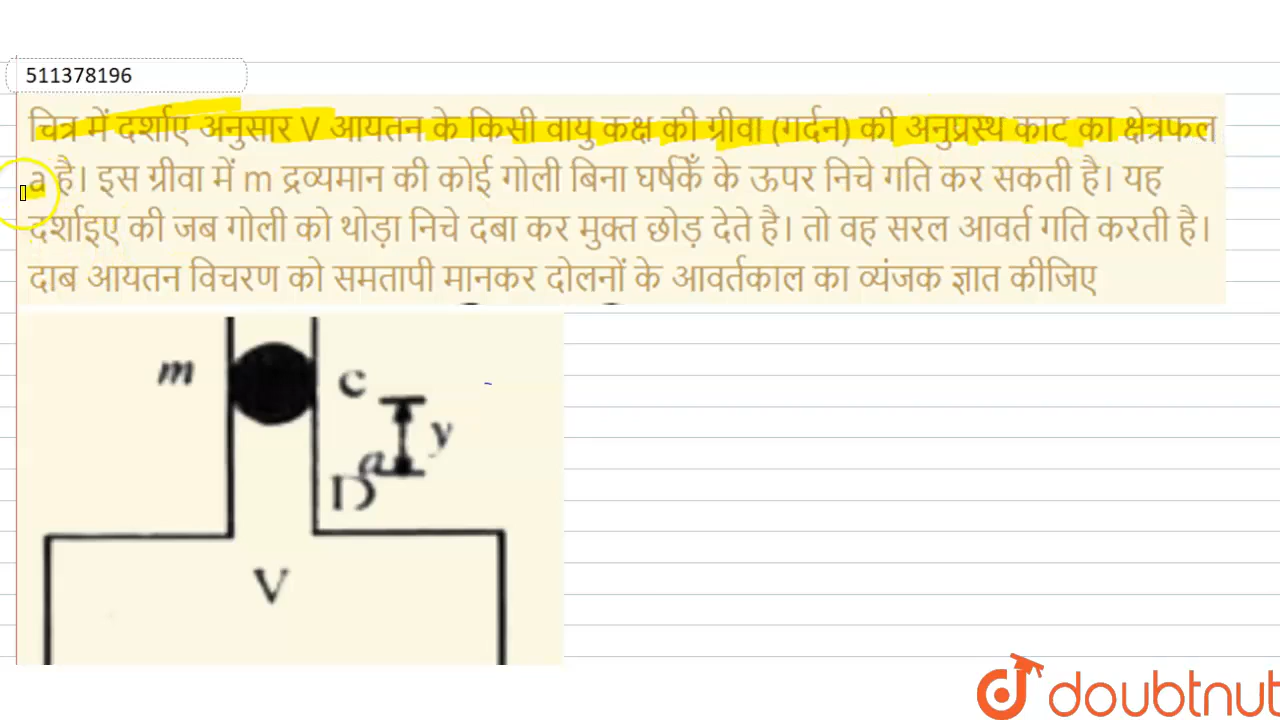 511378196
चित्र में दर्शाए अनुसार V आयतन के किसी वायु कक्ष की ग्रीवा (गर्दन) की अनुप्रस्थ काट का क्षेत्रफल
a है। इस ग्रीवा में m द्रव्यमान की कोई गोली बिना घर्षकेँ के ऊपर निचे गति कर सकती है। यह
दर्शाइए की जब गोली को थोड़ा निचे दबा कर मुक्त छोड़ देते है। तो वह सरल आवर्त गति करती है।
दाब आयतन विचरण को समतापी मानकर दोलनों के आवर्तकाल का व्यंजक ज्ञात कीजिए
m
C
y
a
D
V
doubtnut